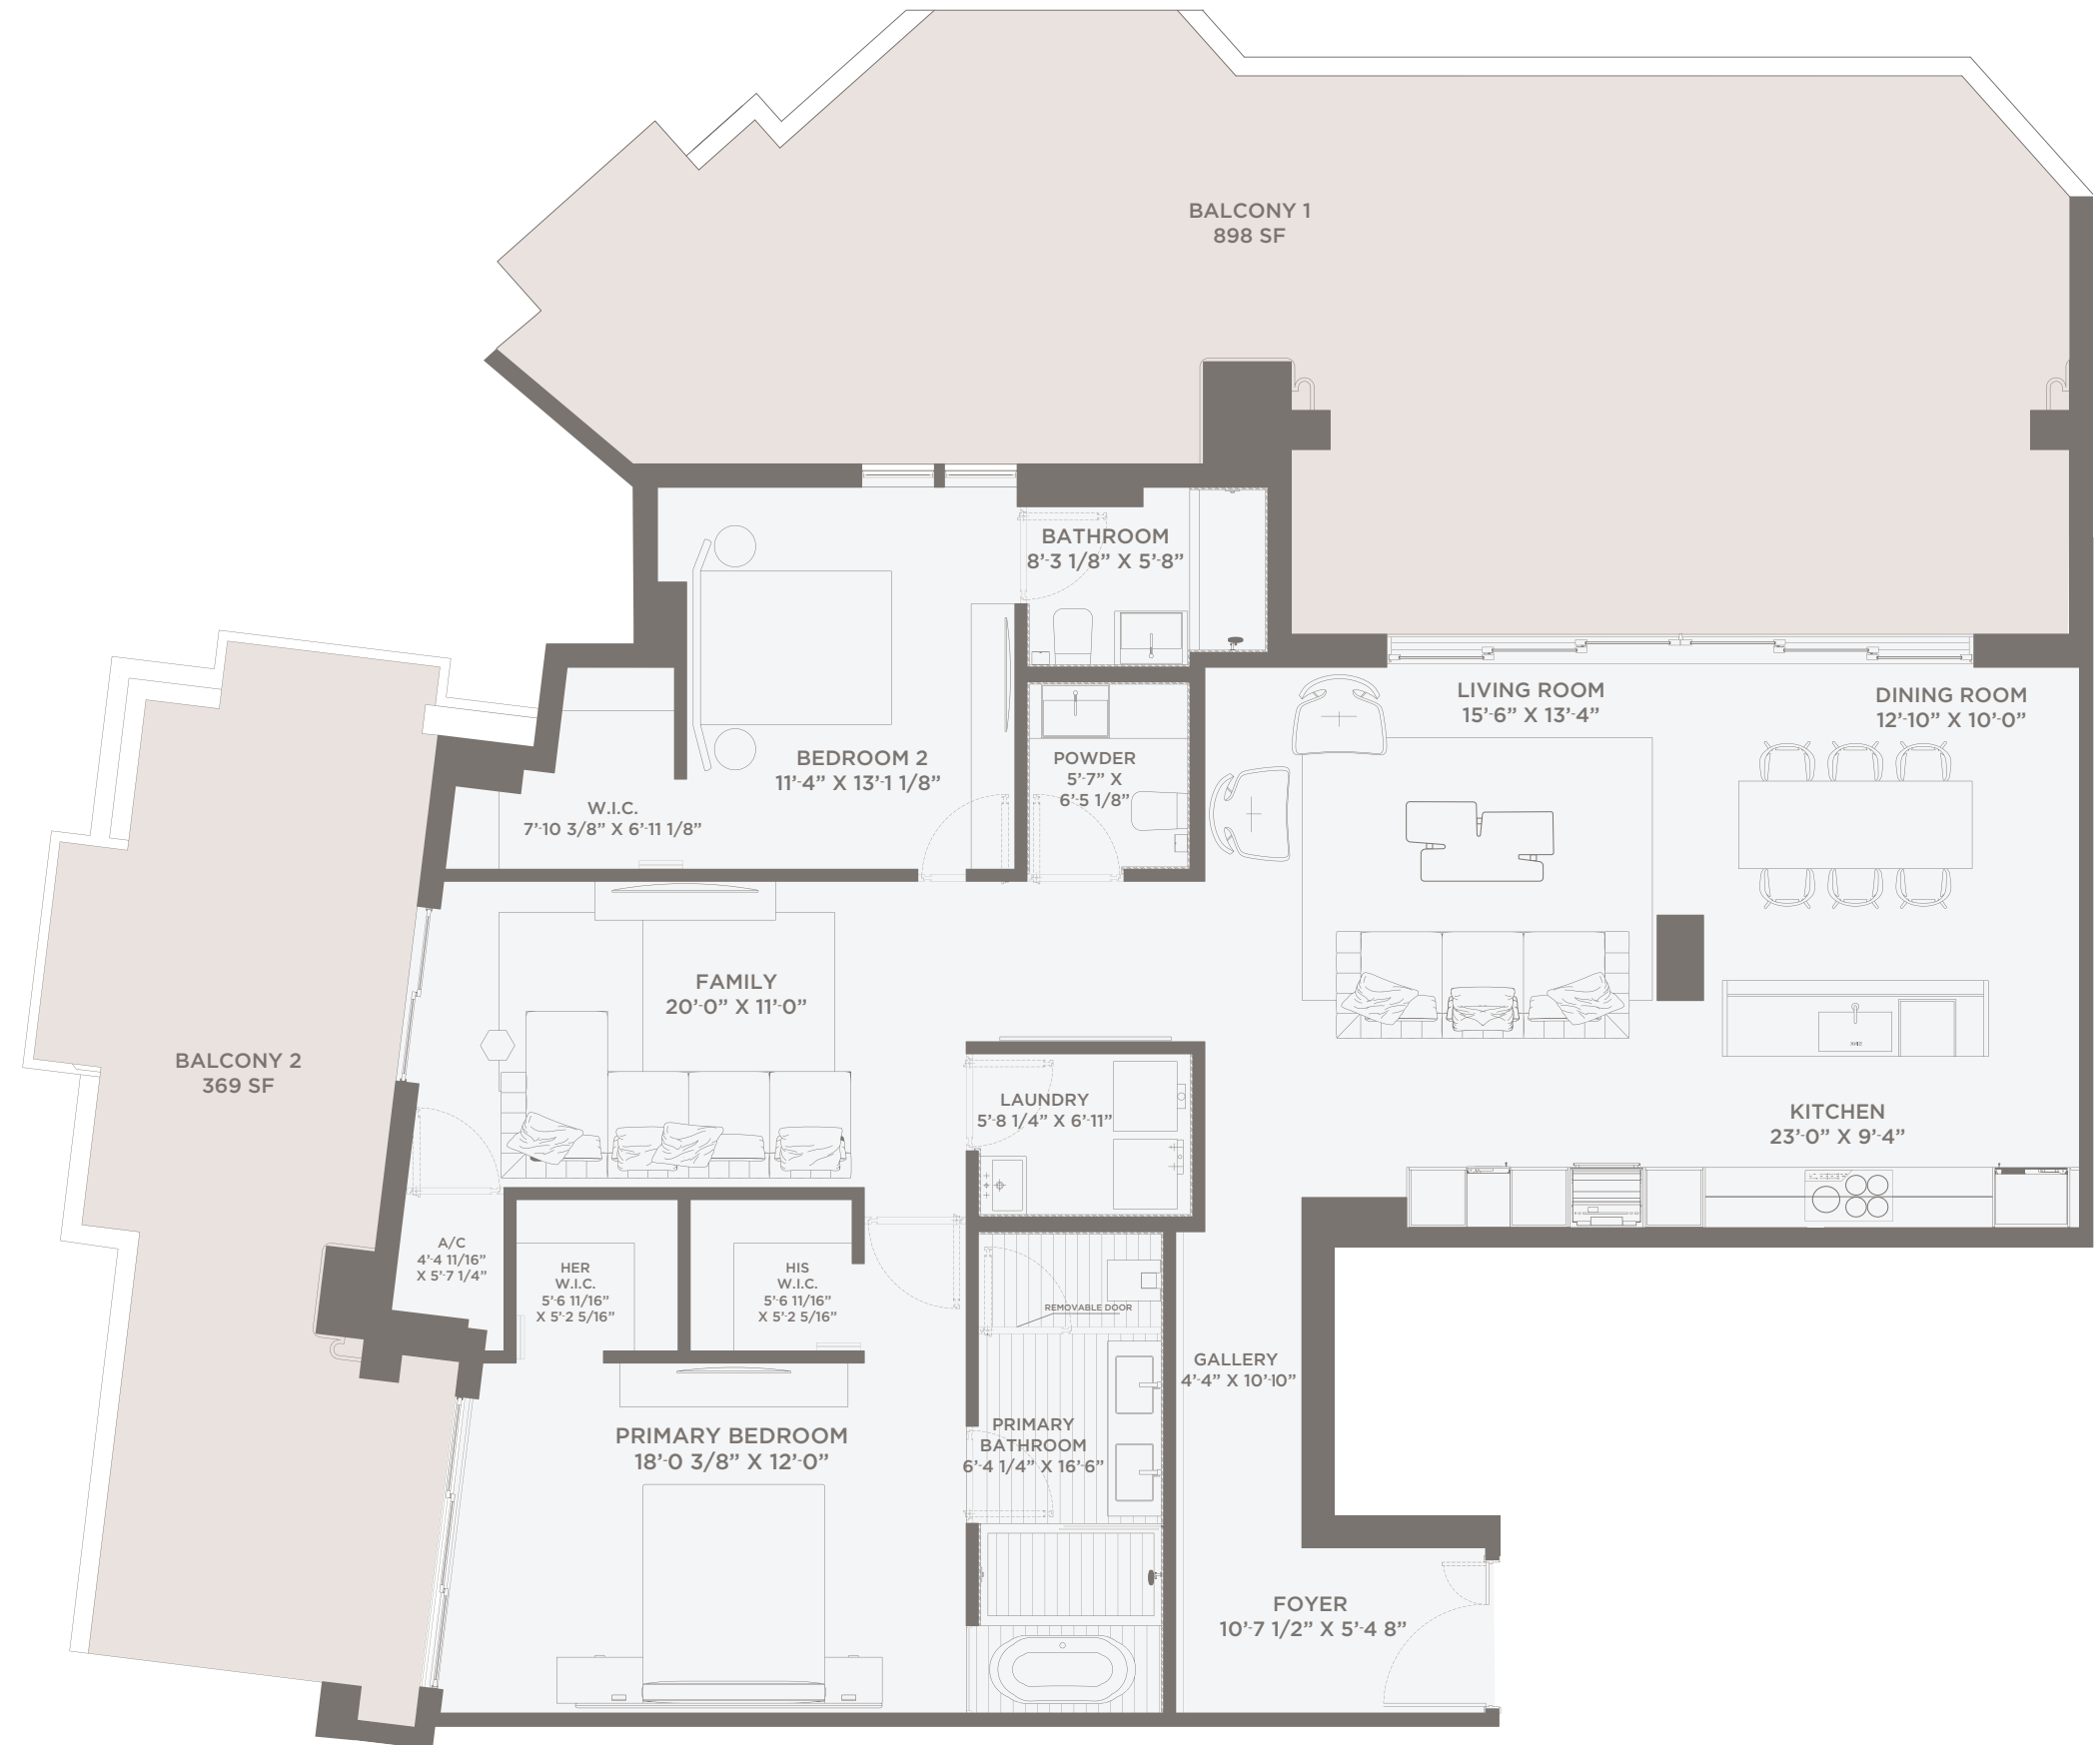 BALCONY 1
898 SF
BATHROOM
8’-3 1/8” X 5’-8”
LIVING ROOM
15’-6” X 13’-4”
DINING ROOM
12’-10” X 10’-0”
BEDROOM 2
11’-4” X 13’-1 1/8”
POWDER
5’-7” X
6’-5 1/8”
W.I.C.
7’-10 3/8” X 6’-11 1/8”
FAMILY
20’-0” X 11’-0”
BALCONY 2
369 SF
LAUNDRY
5’-8 1/4” X 6’-11”
KITCHEN
23’-0” X 9’-4”
A/C
4’-4 11/16”
X 5’-7 1/4”
HER
W.I.C.
5’-6 11/16”
X 5’-2 5/16”
HIS
W.I.C.
5’-6 11/16”
X 5’-2 5/16”
REMOVABLE DOOR
GALLERY
4’-4” X 10’-10”
PRIMARY BEDROOM
18’-0 3/8” X 12’-0”
PRIMARY
BATHROOM
6’-4 1/4” X 16’-6”
FOYER
10’-7 1/2” X 5’-4 8”